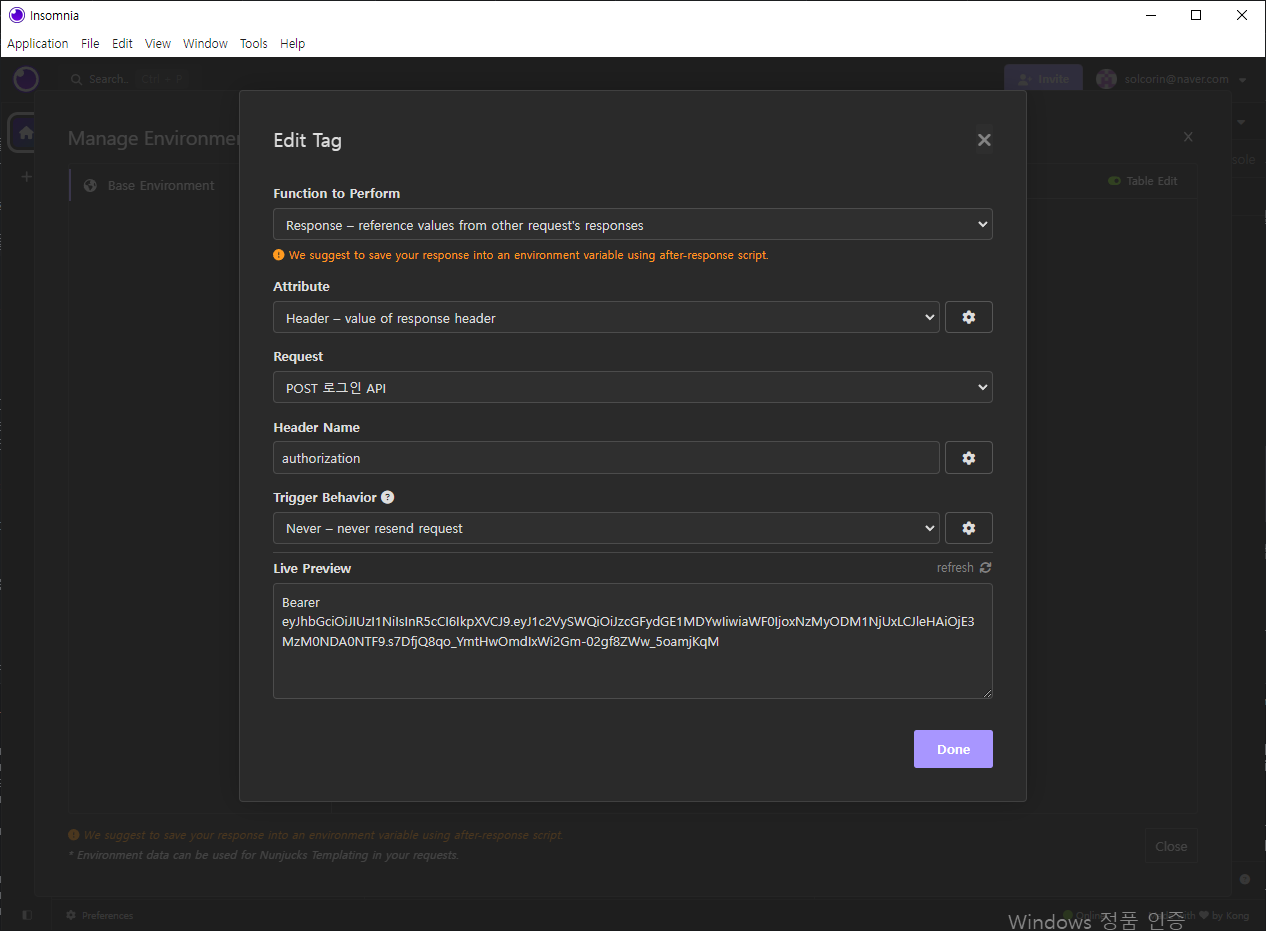 Insomnia
Application File Edit View Window Tools Help
Search.. Ctrl + P
Invite
solcorin@naver.com
Manage Environmen
Base Environment
Table Edit
sole
Edit Tag
Function to Perform
Response – reference values from other request's responses
We suggest to save your response into an environment variable using after-response script.
Attribute
Header – value of response header
Request
POST 로그인 API
Header Name
authorization
Trigger Behavior
Never – never resend request
Live Preview
refresh
Bearer
eyJhbGciOiJIUzI1NiIsInR5cCI6IkpXVCJ9.eyJ1c2VySWQiOiJzcGFydGE1MDYwIiwiaWF0IjoxNzMyODM1NjUxLCJleHAiOjE3
MzM0NDA0NTF9.s7DfjQ8qo_YmtHwOmdIxWi2Gm-02gf8ZWw_5oamjKqM
Done
We suggest to save your response into an environment variable using after-response script.
* Environment data can be used for Nunjucks Templating in your requests.
Close
Preferences
Windows 정품 인증
by Kong